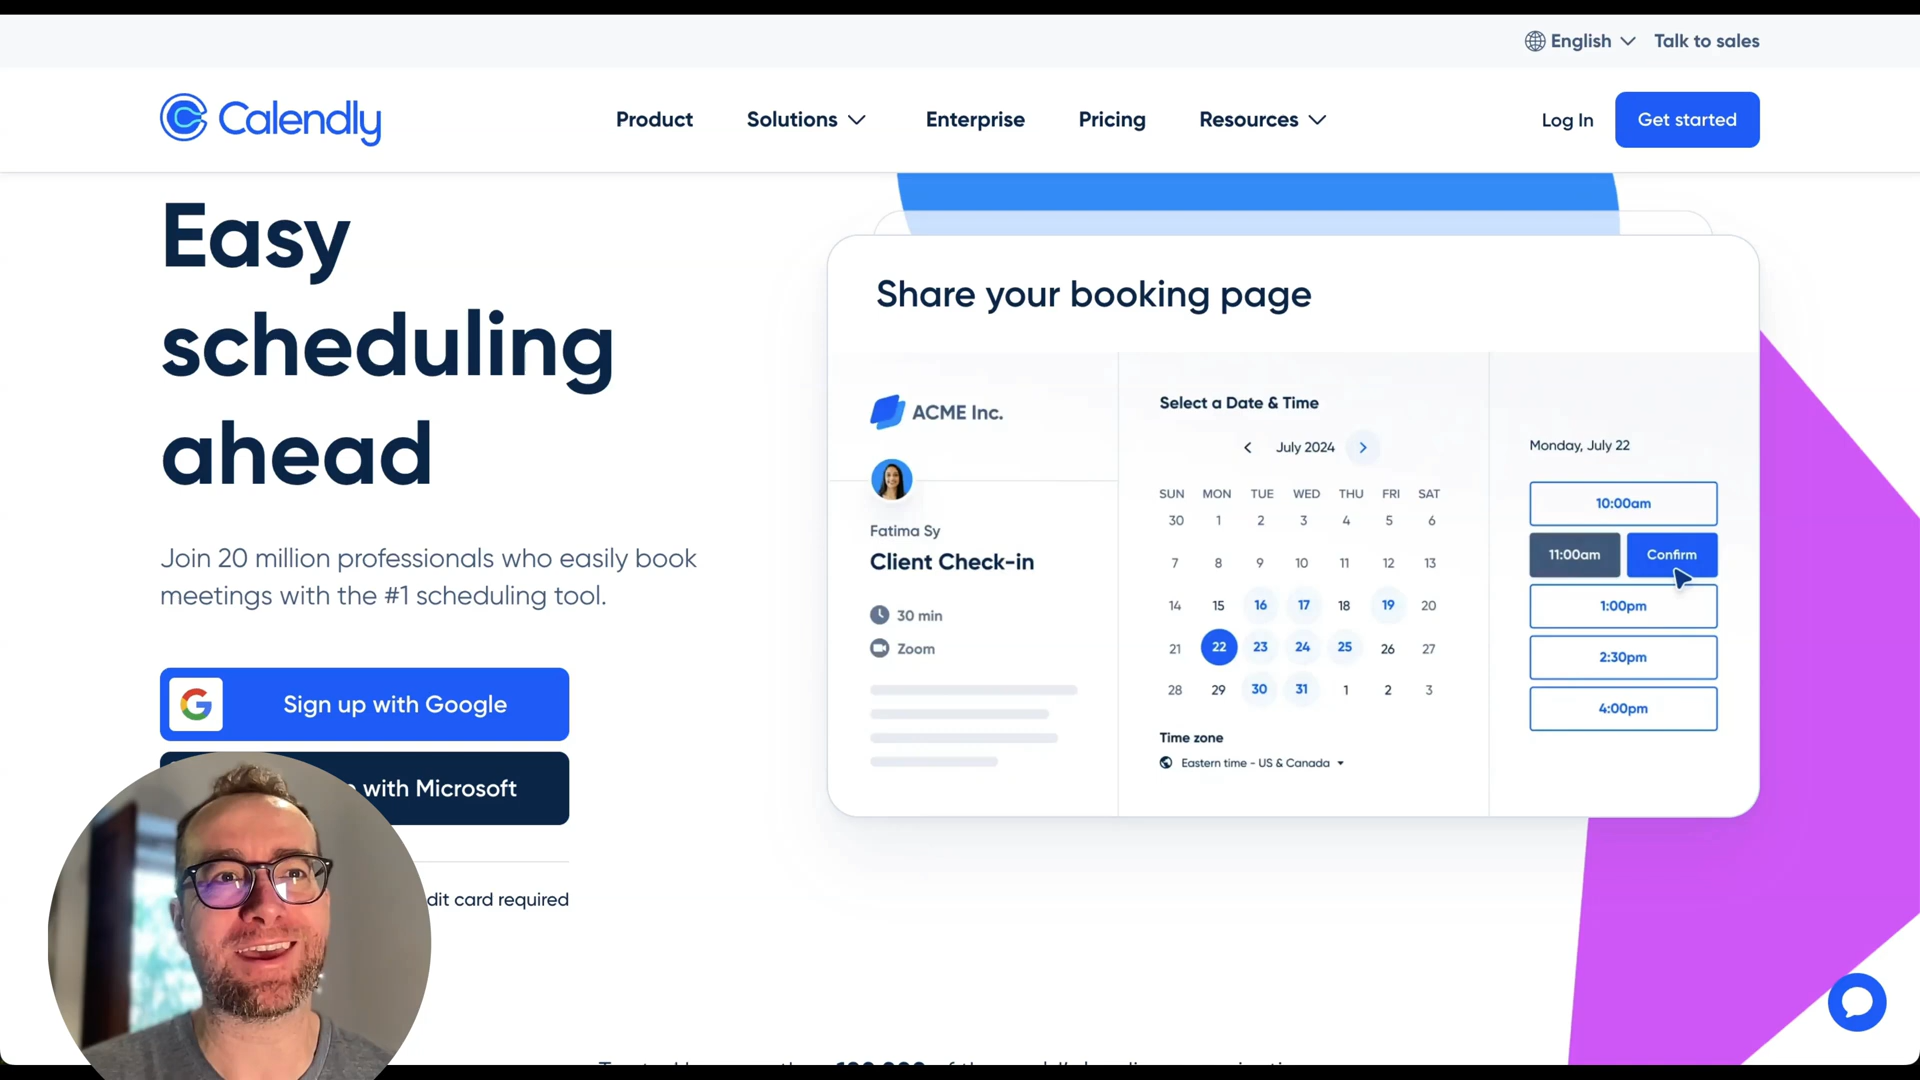 English
Talk to sales
Calendly
Product
Solutions
Enterprise
Pricing
Resources
Log In
Get started
Easy
scheduling
ahead
Join 20 million professionals who easily book
meetings with the #1 scheduling tool.
Sign up with Google
with Microsoft
card required
Share your booking page
ACME Inc.
Fatima Sy
Client Check-in
30 min
Zoom
Select a Date & Time
July 2024
SUN MON TUE WED THU FRI SAT
30 1 2 3 4 5 6
7 8 9 10 11 12 13
14 15 16 17 18 19 20
21 22 23 24 25 26 27
28 29 30 31 1 2 3
Time zone
Eastern time - US & Canada
Monday, July 22
10:00am
11:00am Confirm
1:00pm
2:30pm
4:00pm